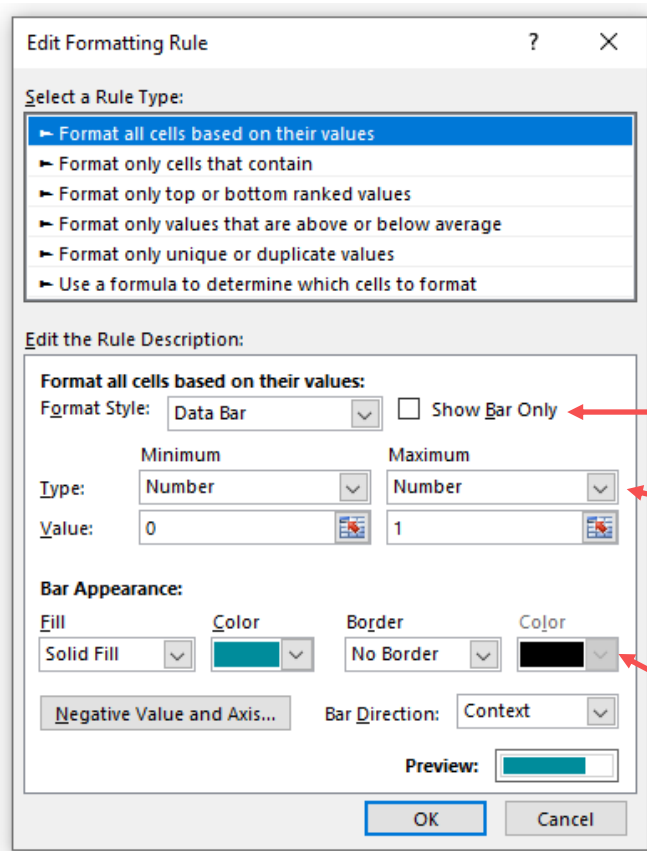 Edit Formatting Rule ? ×
Select a Rule Type:
► Format all cells based on their values
► Format only cells that contain
► Format only top or bottom ranked values
► Format only values that are above or below average
► Format only unique or duplicate values
► Use a formula to determine which cells to format
Edit the Rule Description:
Format all cells based on their values:
Format Style: Data Bar Show Bar Only
Minimum Maximum
Type: Number Number
Value: 0 1
Bar Appearance:
Fill Color Border Color
Solid Fill No Border
Negative Value and Axis... Bar Direction: Context
Preview:
OK Cancel